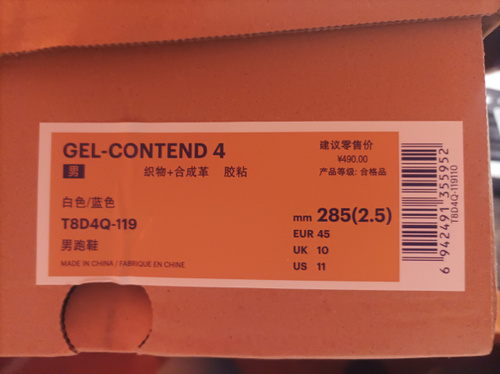 GEL-CONTEND 4
男 织物+合成革 胶粘
建议零售价
¥490.00
产品等级: 合格品
白色/蓝色
T8D4Q-119
男跑鞋
MADE IN CHINA / FABRIQUE EN CHINE
mm 285(2.5)
EUR 45
UK 10
US 11
6 942491 355952
T8D4Q-119110